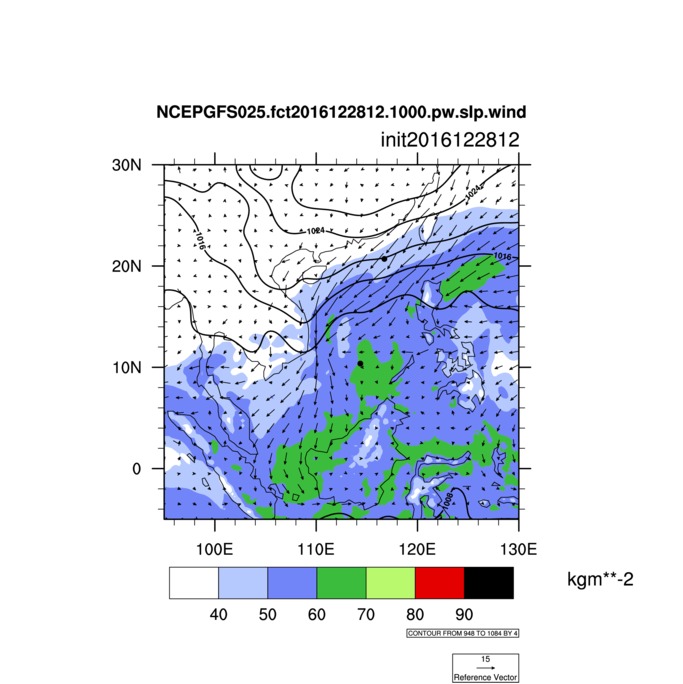 NCEPGFS025.fct2016122812.1000.pw.slp.wind
init2016122812
30N
1024
1024
1016
20N
1016
10N
0
1008
100E 110E 120E 130E
kgm**-2
40 50 60 70 80 90
CONTOUR FROM 948 TO 1084 BY 4
15
Reference Vector